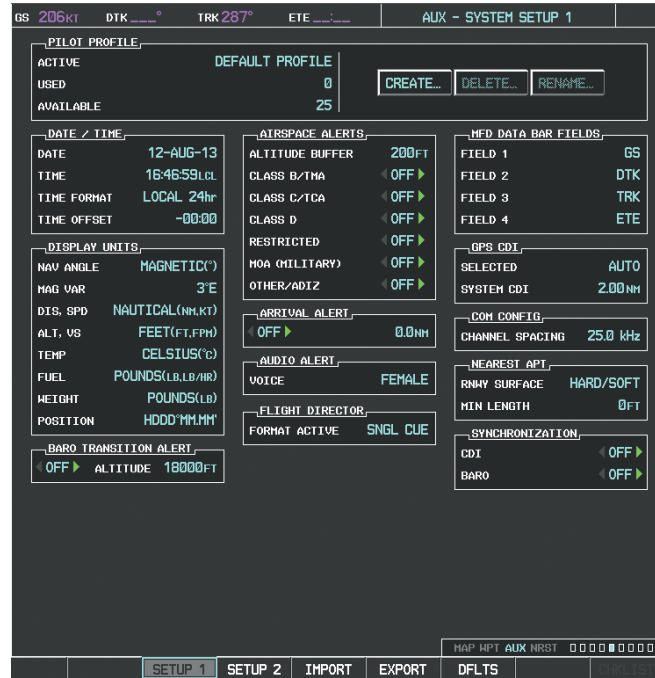 GS 206KT DTK ___° TRK 287° ETE __:__ AUX - SYSTEM SETUP 1
PILOT PROFILE
ACTIVE DEFAULT PROFILE
USED 0
AVAILABLE 25
CREATE... DELETE... RENAME...
DATE / TIME
DATE 12-AUG-13
TIME 16:46:59LCL
TIME FORMAT LOCAL 24hr
TIME OFFSET -00:00
DISPLAY UNITS
NAV ANGLE MAGNETIC(°)
MAG VAR 3°E
DIS, SPD NAUTICAL(NM,KT)
ALT, VS FEET(FT,FPM)
TEMP CELSIUS(°C)
FUEL POUNDS(LB,LB/HR)
WEIGHT POUNDS(LB)
POSITION HDDD°MM.MM'
BARO TRANSITION ALERT
OFF ALTITUDE 18000FT
AIRSPACE ALERTS
ALTITUDE BUFFER 200FT
CLASS B/TMA OFF
CLASS C/TCA OFF
CLASS D OFF
RESTRICTED OFF
MOA (MILITARY) OFF
OTHER/ADIZ OFF
ARRIVAL ALERT
OFF 0.0NM
AUDIO ALERT
VOICE FEMALE
FLIGHT DIRECTOR
FORMAT ACTIVE SNGL CUE
MFD DATA BAR FIELDS
FIELD 1 GS
FIELD 2 DTK
FIELD 3 TRK
FIELD 4 ETE
GPS CDI
SELECTED AUTO
SYSTEM CDI 2.00NM
COM CONFIG
CHANNEL SPACING 25.0 kHz
NEAREST APT
RNWY SURFACE HARD/SOFT
MIN LENGTH 0FT
SYNCHRONIZATION
CDI OFF
BARO OFF
MAP WPT AUX NRST
SETUP 1 SETUP 2 IMPORT EXPORT DFLTS CHKLIST